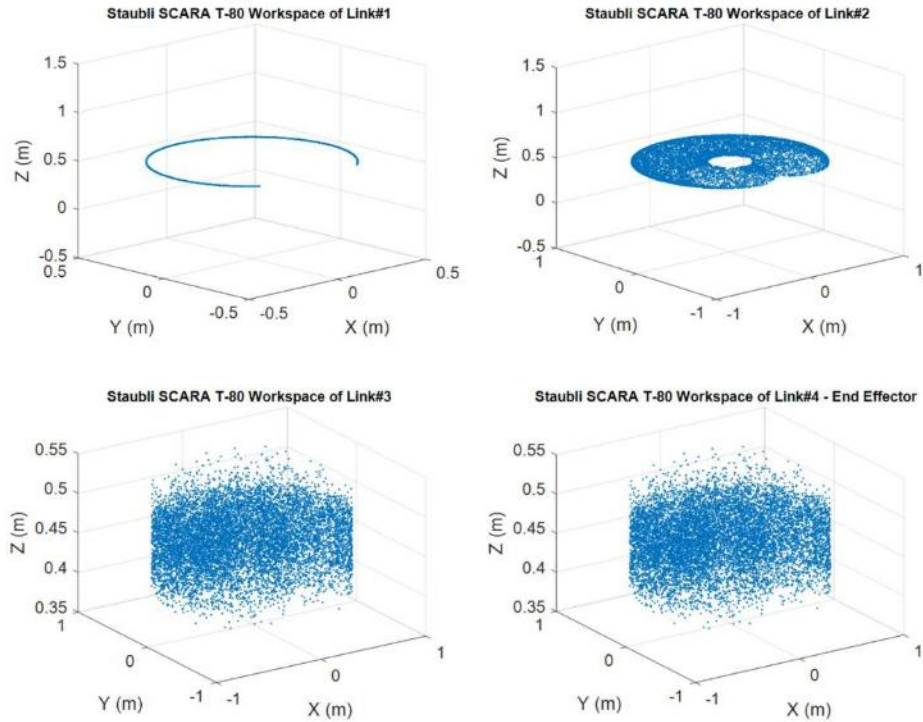 Staubli SCARA T-80 Workspace of Link#1
1.5
1
0.5
0
-0.5
Z (m)
0.5
0
-0.5
Y (m)
-0.5
0
0.5
X (m)
Staubli SCARA T-80 Workspace of Link#2
1.5
1
0.5
0
-0.5
Z (m)
1
0
-1
Y (m)
-1
0
1
X (m)
Staubli SCARA T-80 Workspace of Link#3
0.55
0.5
0.45
0.4
0.35
Z (m)
1
0
-1
Y (m)
-1
0
1
X (m)
Staubli SCARA T-80 Workspace of Link#4 - End Effector
0.55
0.5
0.45
0.4
0.35
Z (m)
1
0
-1
Y (m)
-1
0
1
X (m)